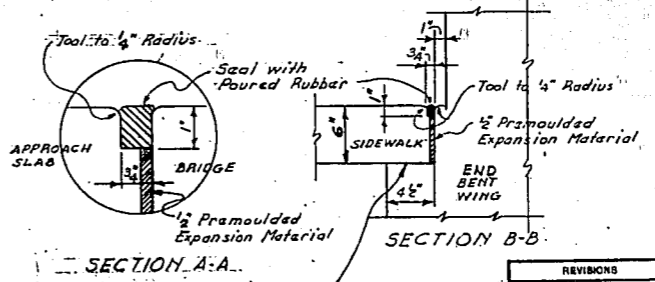 Tool to 1/4" Radius
Seal with
Poured Rubber
1"
APPROACH
SLAB
BRIDGE
3/4"
1/2" Premoulded
Expansion Material
SECTION A-A
1"
3/4"
1"
Tool to 1/4" Radius
6"
SIDEWALK
1/2" Premoulded
Expansion Material
END
BENT
WING
4 1/2"
SECTION B-B
REVISIONS